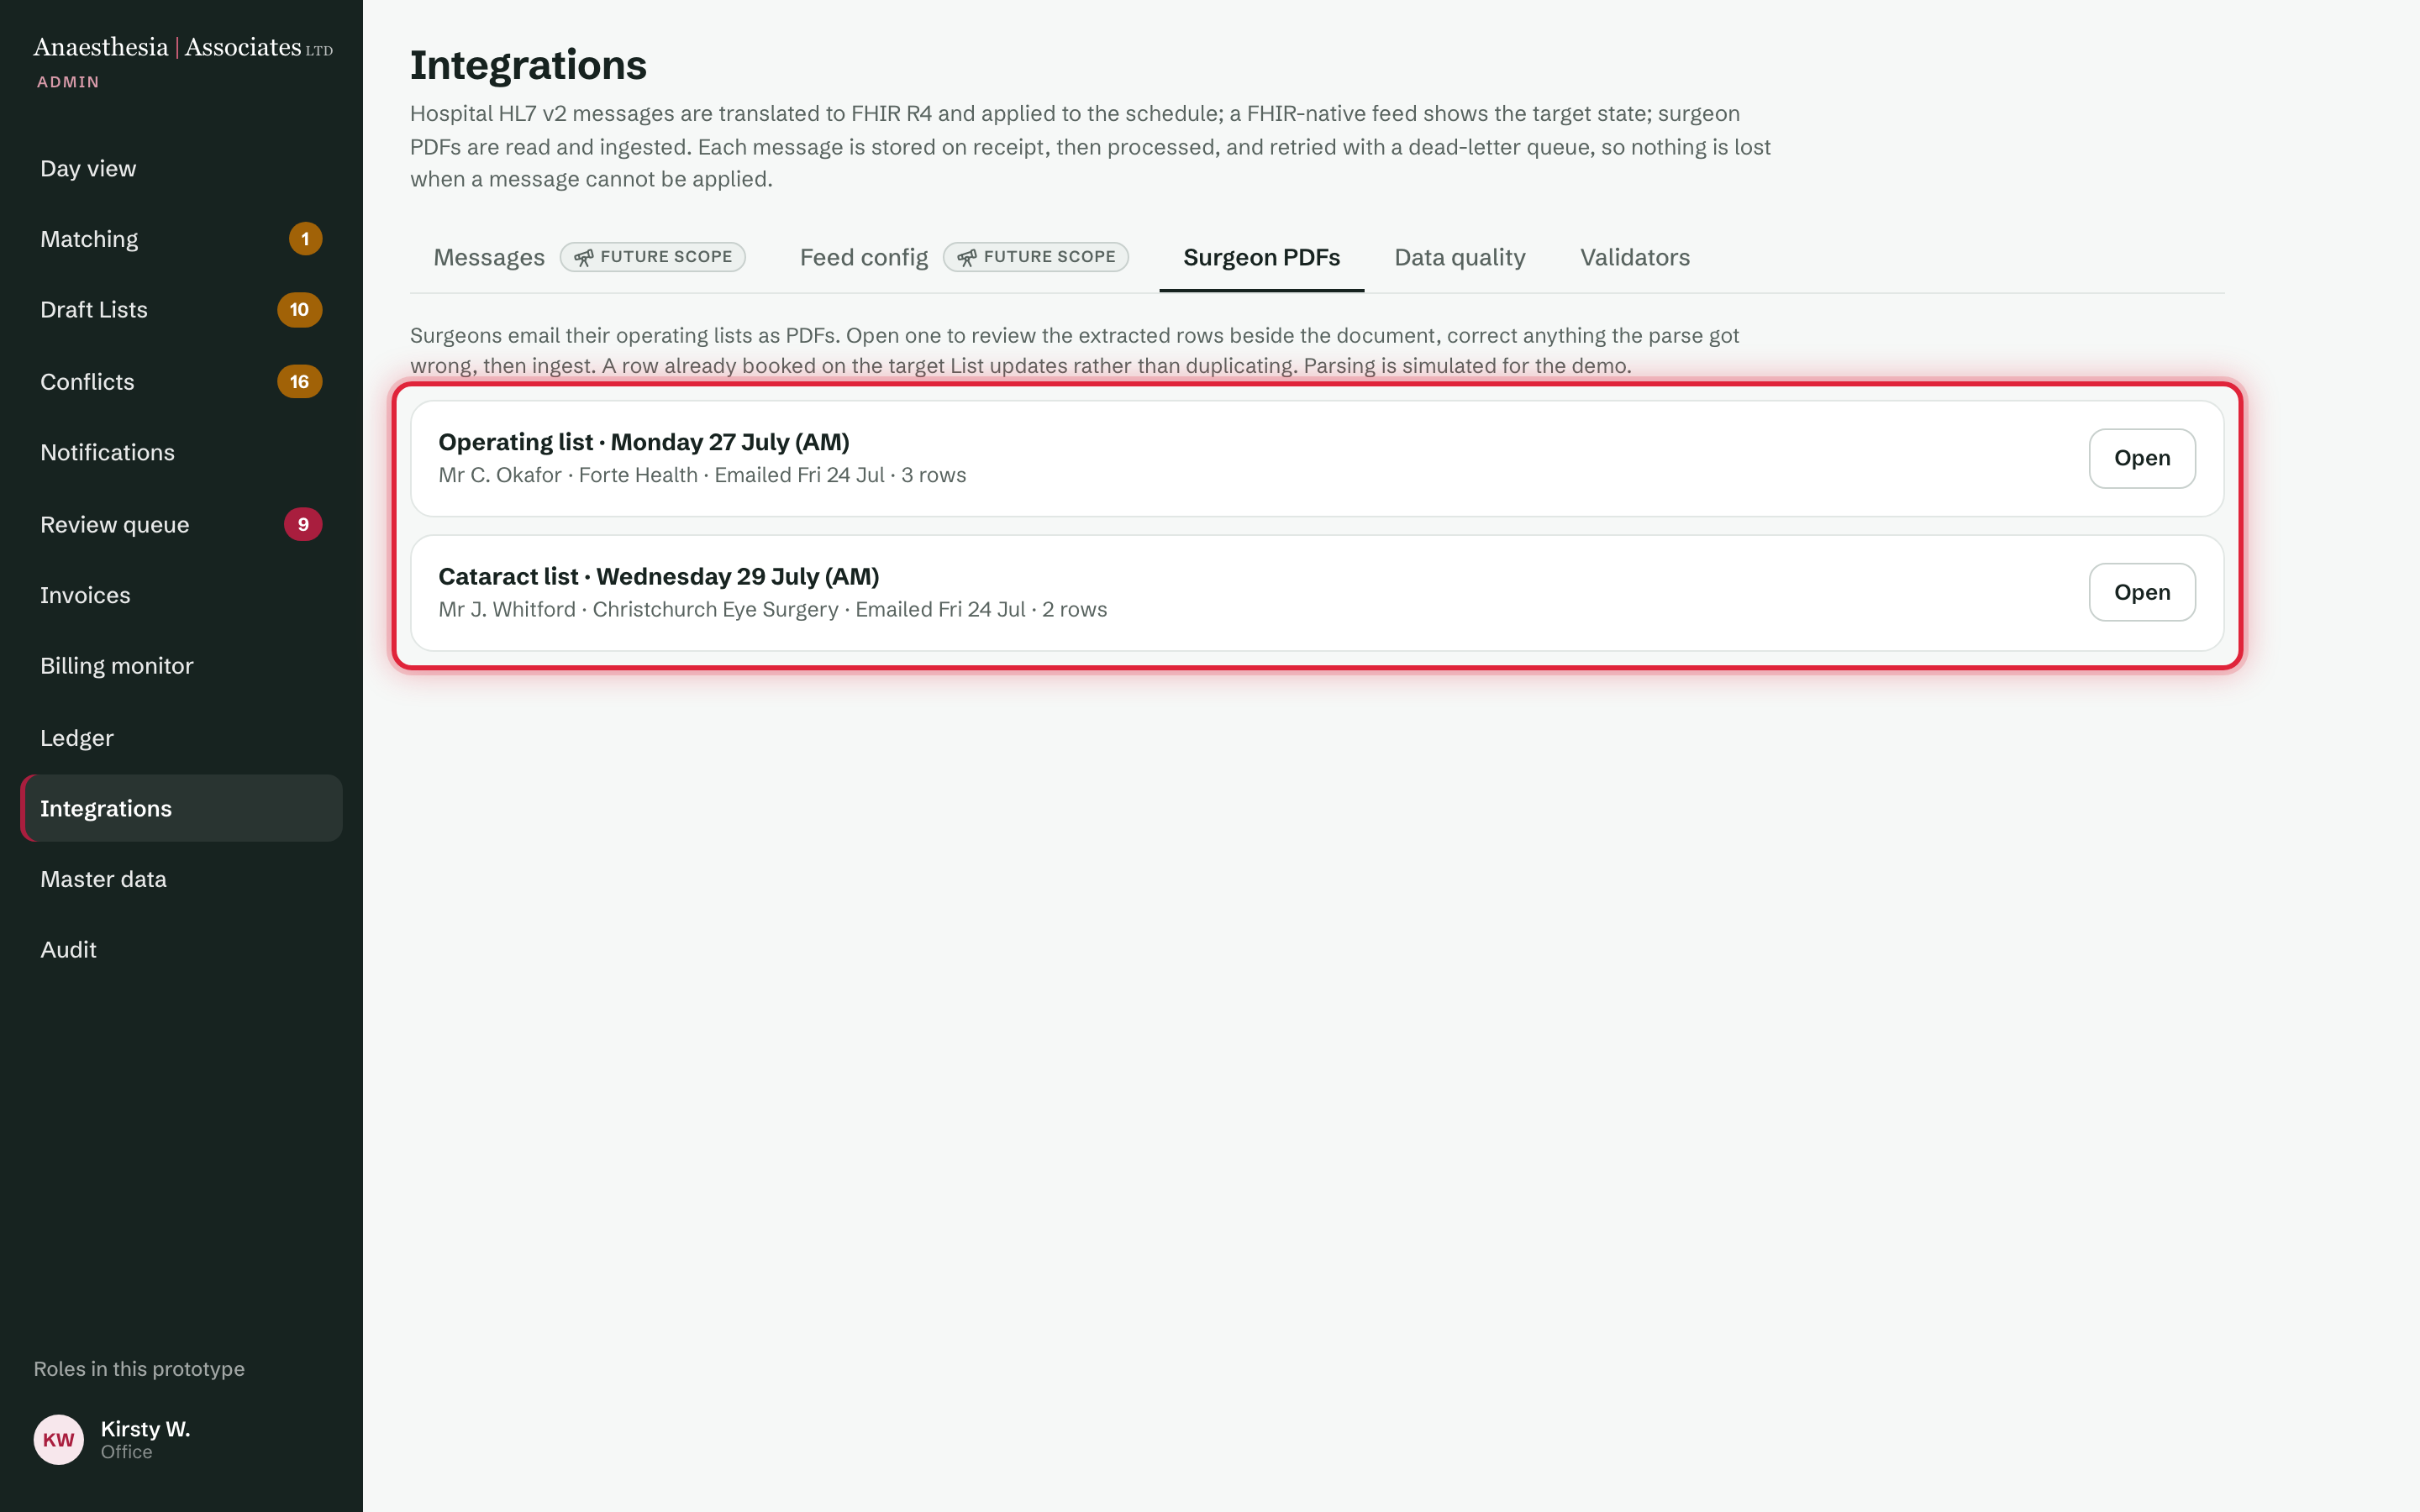 Anaesthesia | Associates LTD
ADMIN
Day view
Matching 1
Draft Lists 10
Conflicts 16
Notifications
Review queue 9
Invoices
Billing monitor
Ledger
Integrations
Master data
Audit
Roles in this prototype
KW
Kirsty W.
Office
Integrations
Hospital HL7 v2 messages are translated to FHIR R4 and applied to the schedule; a FHIR-native feed shows the target state; surgeon
PDFs are read and ingested. Each message is stored on receipt, then processed, and retried with a dead-letter queue, so nothing is lost
when a message cannot be applied.
Messages FUTURE SCOPE Feed config FUTURE SCOPE Surgeon PDFs Data quality Validators
Surgeons email their operating lists as PDFs. Open one to review the extracted rows beside the document, correct anything the parse got
wrong, then ingest. A row already booked on the target List updates rather than duplicating. Parsing is simulated for the demo.
Operating list · Monday 27 July (AM)
Mr C. Okafor · Forte Health · Emailed Fri 24 Jul · 3 rows
Open
Cataract list · Wednesday 29 July (AM)
Mr J. Whitford · Christchurch Eye Surgery · Emailed Fri 24 Jul · 2 rows
Open